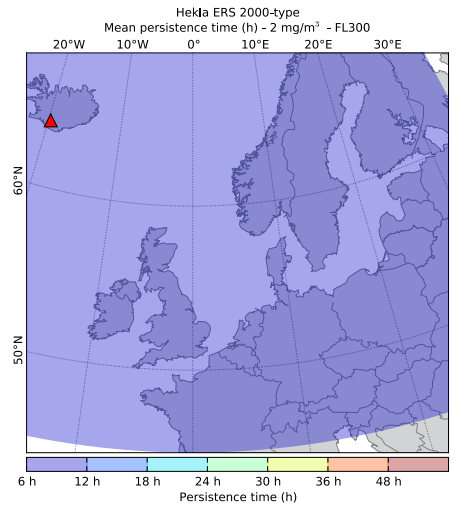 Hekla ERS 2000-type
Mean persistence time (h) - 2 mg/m³ - FL300
20°W 10°W 0° 10°E 20°E 30°E
60°N
50°N
6 h 12 h 18 h 24 h 30 h 36 h 48 h
Persistence time (h)